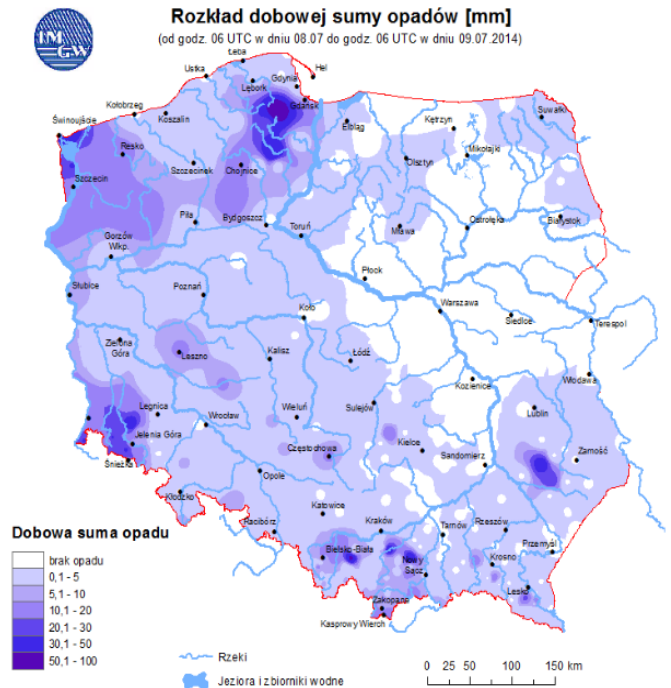 IM
GW
Rozkład dobowej sumy opadów [mm]
(od godz. 06 UTC w dniu 08.07 do godz. 06 UTC w dniu 09.07.2014)
Łeba
Hel
Ustka
Gdynia
Lębork
Gdańsk
Suwałki
Kołobrzeg
Koszalin
Świnoujście
Elbląg
Kętrzyn
Resko
Mikołajki
Olsztyn
Szczecinek
Chojnice
Szczecin
Piła
Bydgoszcz
Ostrołęka
Białystok
Toruń
Mława
Gorzów
Wkp.
Płock
Słubice
Poznań
Koło
Warszawa
Siedlce
Terespol
Zielona
Góra
Leszno
Kalisz
Łódź
Kozienice
Włodawa
Legnica
Wrocław
Wieluń
Sulejów
Lublin
Jelenia Góra
Śnieżka
Częstochowa
Kielce
Sandomierz
Zamość
Opole
Kłodzko
Katowice
Racibórz
Kraków
Tarnów
Rzeszów
Przemyśl
Bielsko-Biała
Nowy
Sącz
Krosno
Lesko
Zakopane
Kasprowy Wierch
Dobowa suma opadu
brak opadu
0,1 - 5
5,1 - 10
10,1 - 20
20,1 - 30
30,1 - 50
50,1 - 100
Rzeki
Jeziora i zbiorniki wodne
0 25 50 100 150 km